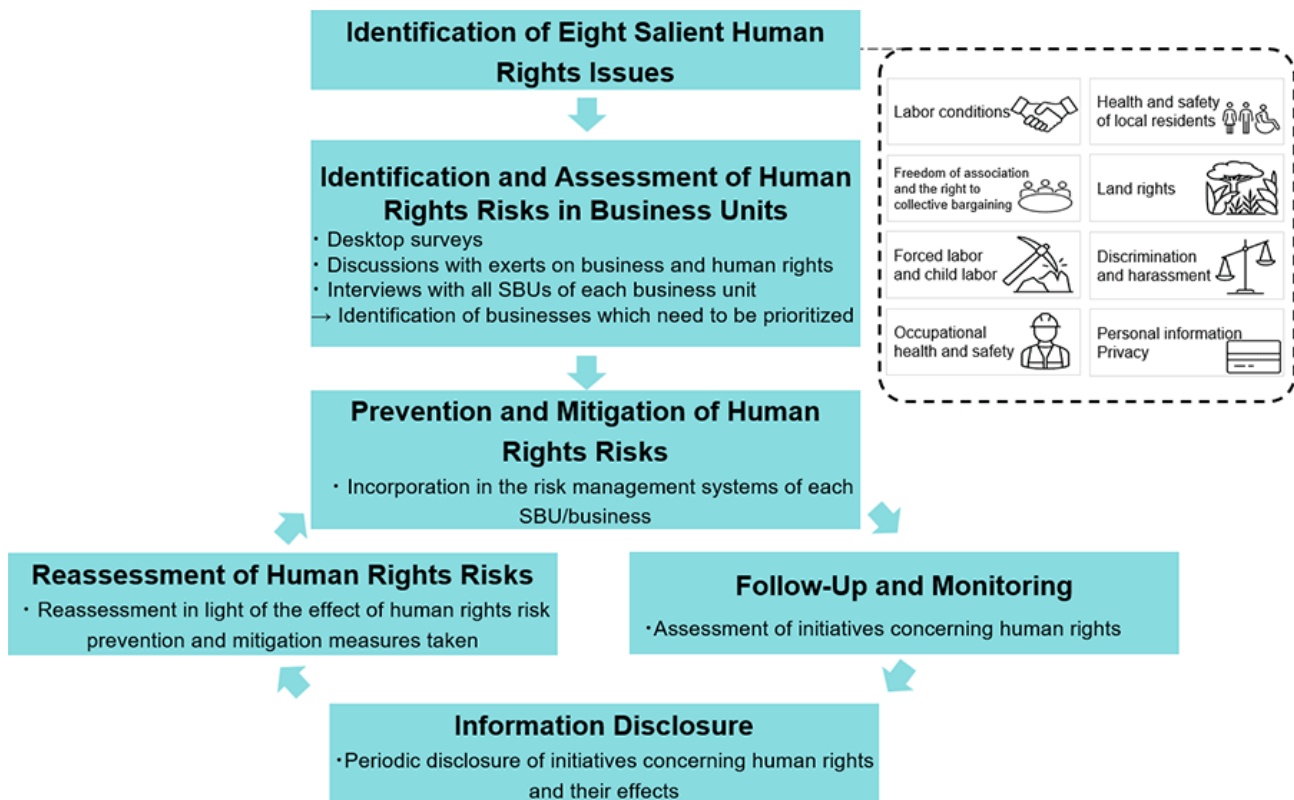 Identification of Eight Salient Human
Rights Issues
Labor conditions
Health and safety
of local residents
Freedom of association
and the right to
collective bargaining
Land rights
Forced labor
and child labor
Discrimination
and harassment
Occupational
health and safety
Personal information
Privacy
Identification and Assessment of Human
Rights Risks in Business Units
・Desktop surveys
・Discussions with exerts on business and human rights
・Interviews with all SBUs of each business unit
→ Identification of businesses which need to be prioritized
Prevention and Mitigation of Human
Rights Risks
・Incorporation in the risk management systems of each
SBU/business
Reassessment of Human Rights Risks
・Reassessment in light of the effect of human rights risk
prevention and mitigation measures taken
Follow-Up and Monitoring
・Assessment of initiatives concerning human rights
Information Disclosure
・Periodic disclosure of initiatives concerning human rights
and their effects